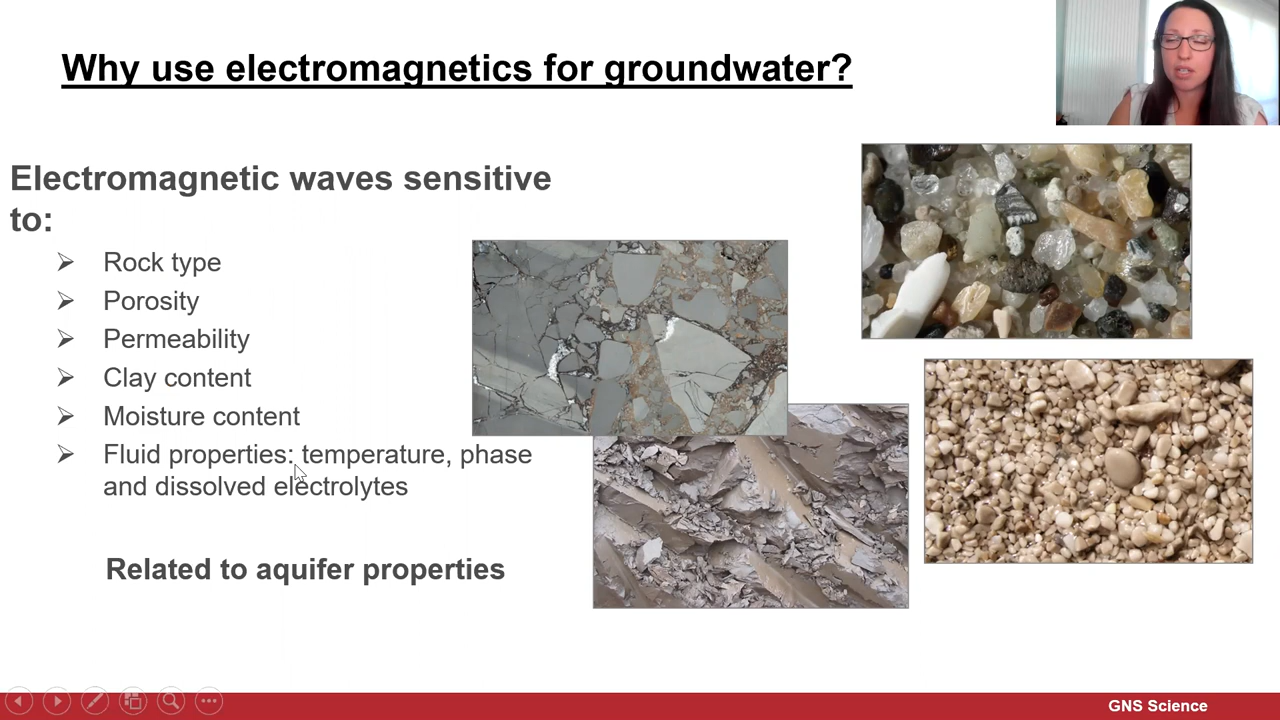 Why use electromagnetics for groundwater?
Electromagnetic waves sensitive
to:
Rock type
Porosity
Permeability
Clay content
Moisture content
Fluid properties: temperature, phase
and dissolved electrolytes
Related to aquifer properties
GNS Science